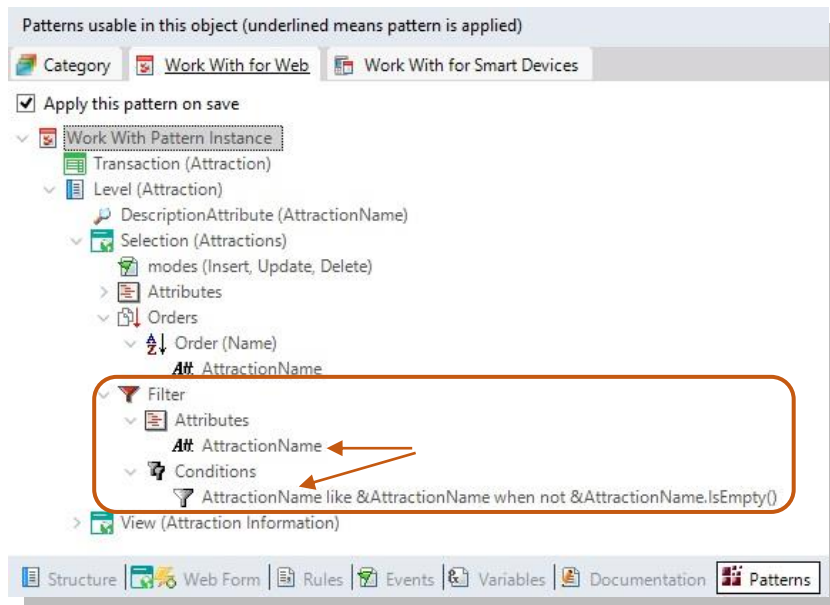 Patterns usable in this object (underlined means pattern is applied)
Category Work With for Web Work With for Smart Devices
Apply this pattern on save
Work With Pattern Instance
Transaction (Attraction)
Level (Attraction)
DescriptionAttribute (AttractionName)
Selection (Attractions)
modes (Insert, Update, Delete)
Attributes
Orders
Order (Name)
Att AttractionName
Filter
Attributes
Att AttractionName
Conditions
AttractionName like &AttractionName when not &AttractionName.IsEmpty()
View (Attraction Information)
Structure Web Form Rules Events Variables Documentation Patterns